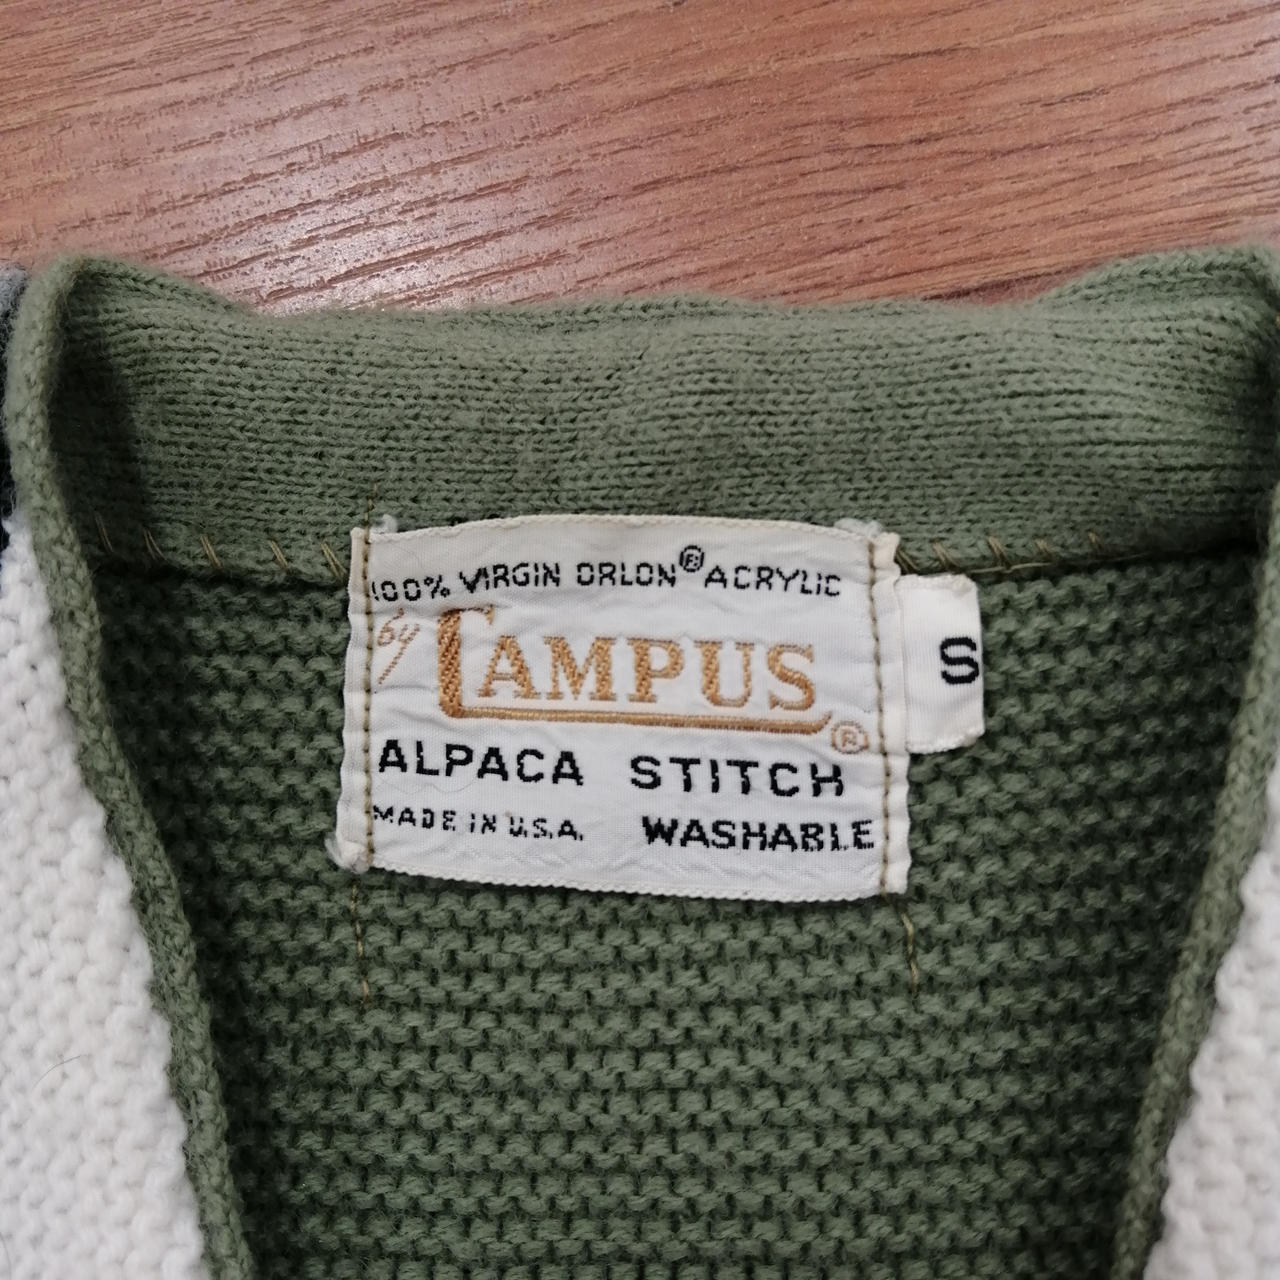 100% VIRGIN ORLON® ACRYLIC
by CAMPUS®
S
ALPACA STITCH
MADE IN U.S.A. WASHABLE